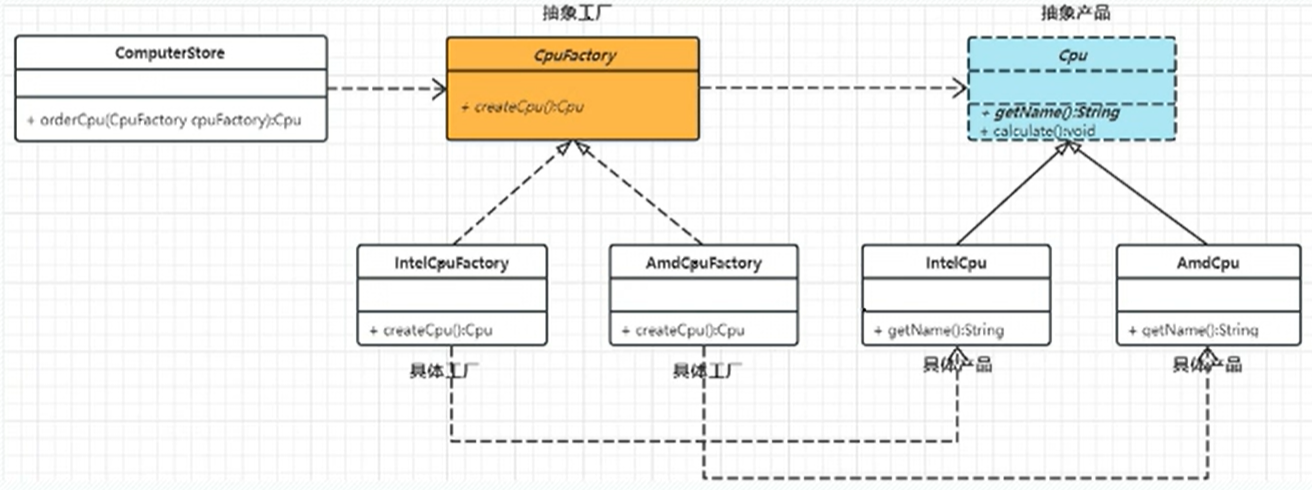 抽象工厂
抽象产品
ComputerStore
+ orderCpu(CpuFactory cpuFactory):Cpu
CpuFactory
+ createCpu():Cpu
Cpu
+ getName():String
+ calculate():void
IntelCpuFactory
+ createCpu():Cpu
AmdCpuFactory
+ createCpu():Cpu
IntelCpu
+ getName():String
AmdCpu
+ getName():String
具体工厂
具体工厂
具体产品
具体产品